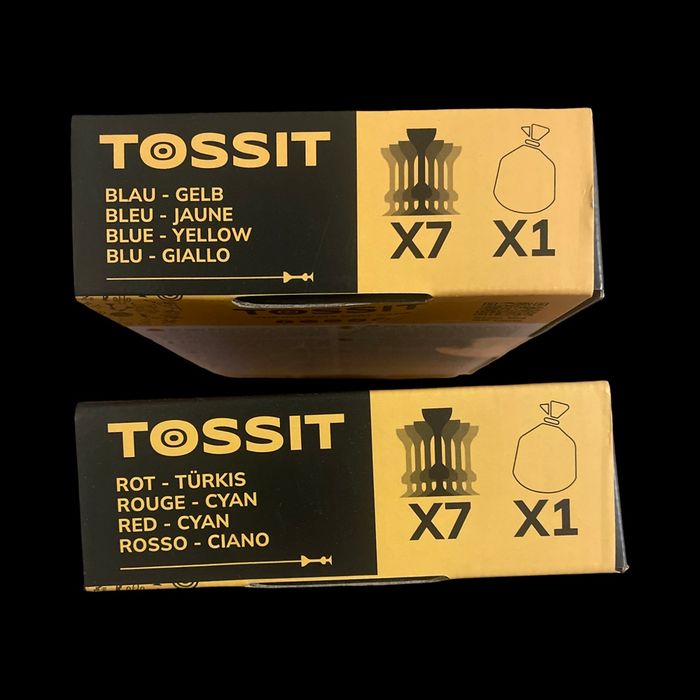 TOSSIT
BLAU - GELB
BLEU - JAUNE
BLUE - YELLOW
BLU - GIALLO
X7
X1
TOSSIT
TOSSIT
ROT - TÜRKIS
ROUGE - CYAN
RED - CYAN
ROSSO - CIANO
X7
X1